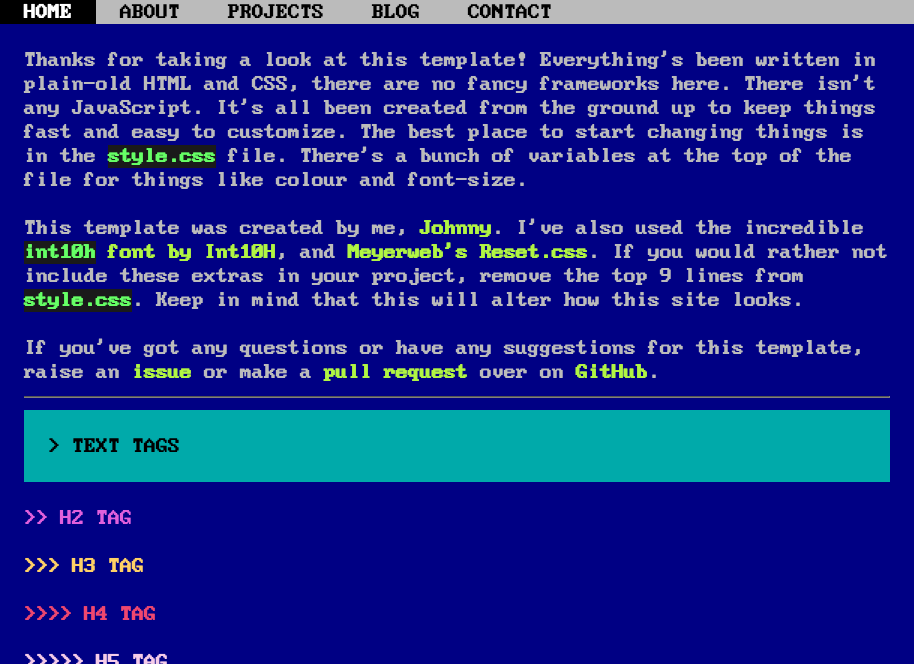 HOME ABOUT PROJECTS BLOG CONTACT
Thanks for taking a look at this template! Everything's been written in
plain-old HTML and CSS, there are no fancy frameworks here. There isn't
any JavaScript. It's all been created from the ground up to keep things
fast and easy to customize. The best place to start changing things is
in the style.css file. There's a bunch of variables at the top of the
file for things like colour and font-size.
This template was created by me, Johnny. I've also used the incredible
int10h font by Int10H, and Meyerweb's Reset.css. If you would rather not
include these extras in your project, remove the top 9 lines from
style.css. Keep in mind that this will alter how this site looks.
If you've got any questions or have any suggestions for this template,
raise an issue or make a pull request over on GitHub.
> TEXT TAGS
>> H2 TAG
>>> H3 TAG
>>>> H4 TAG
>>>>> H5 TAG